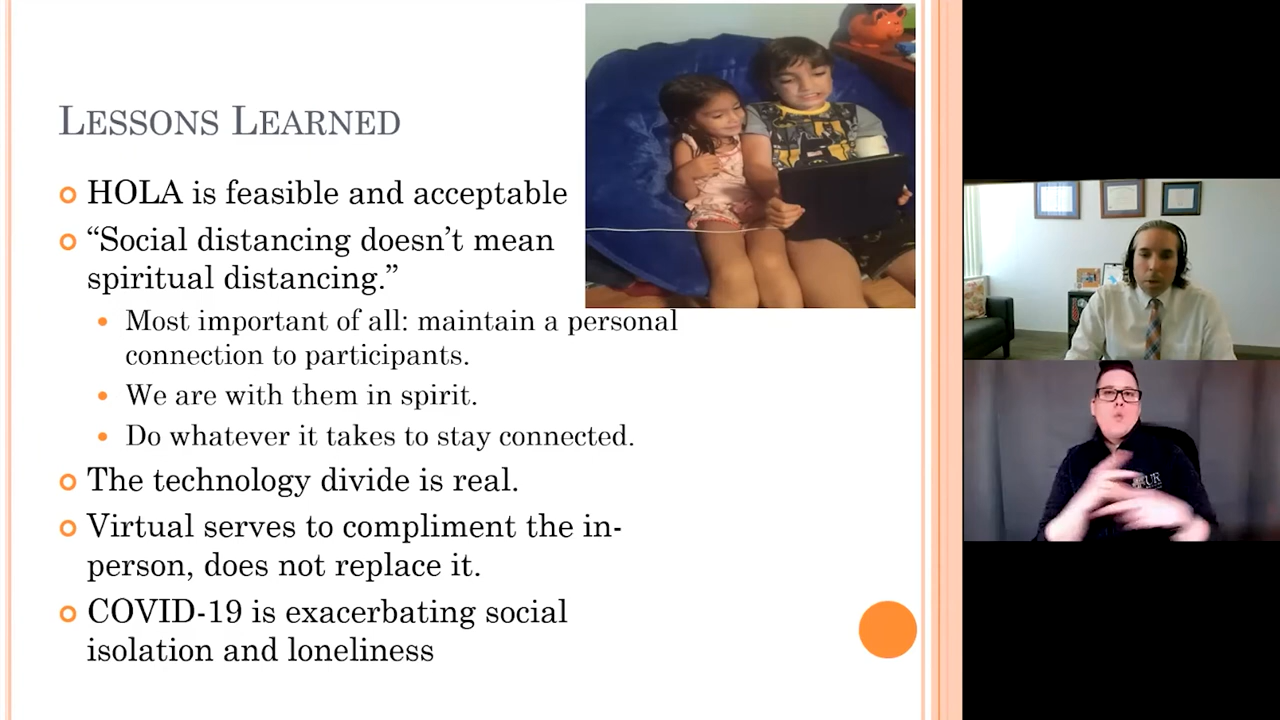 LESSONS LEARNED
HOLA is feasible and acceptable
“Social distancing doesn’t mean
spiritual distancing.”
Most important of all: maintain a personal
connection to participants.
We are with them in spirit.
Do whatever it takes to stay connected.
The technology divide is real.
Virtual serves to compliment the in-
person, does not replace it.
COVID-19 is exacerbating social
isolation and loneliness